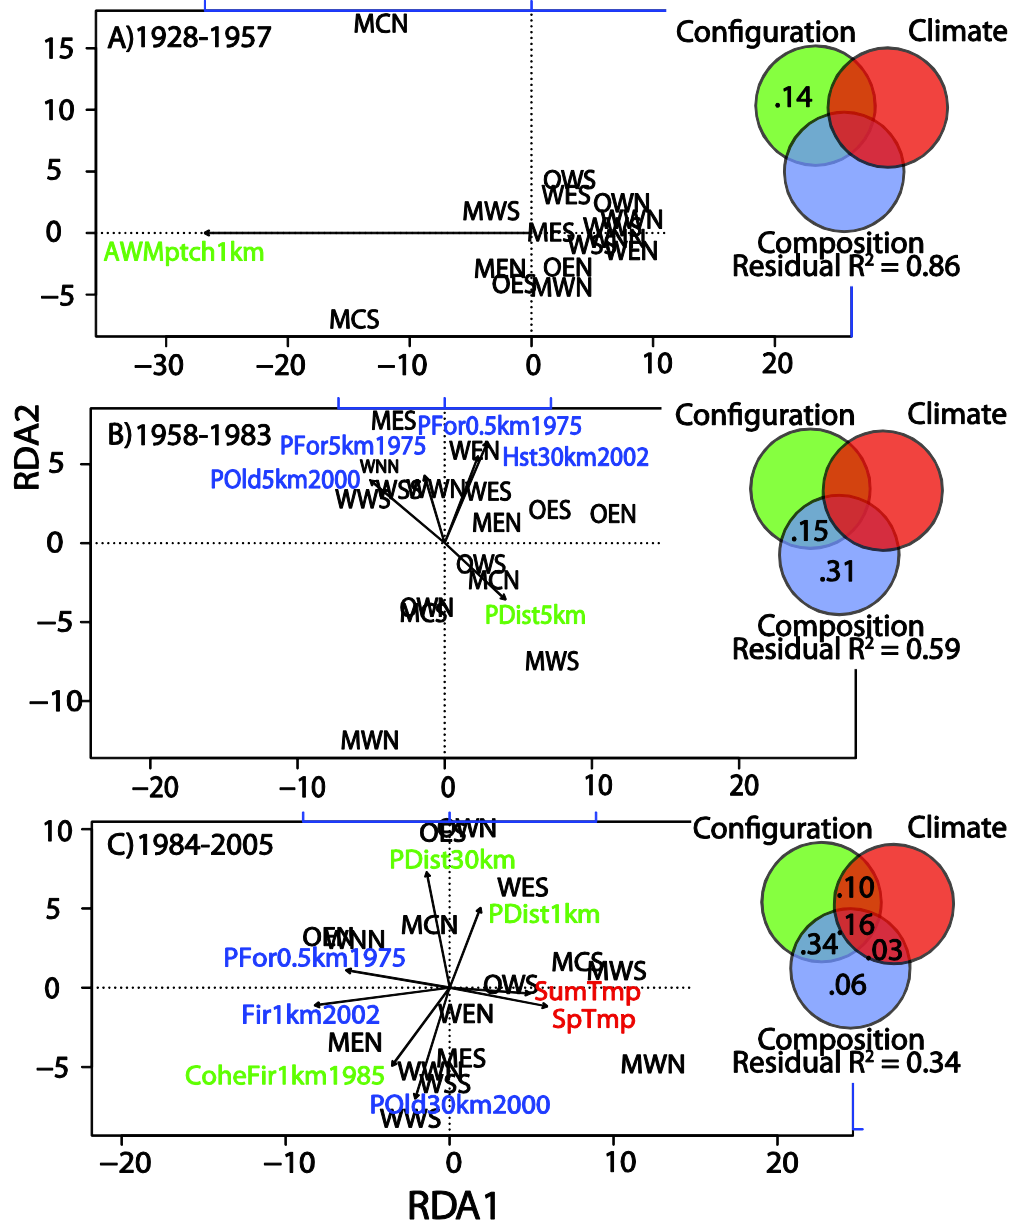 A)1928-1957
MCN
Configuration
Climate
.14
Composition
Residual R² = 0.86
15
10
5
0
−5
OWS
WES
OWN
MWS
WWN
MES
WSS
WEN
AWMptch1km
MEN
OEN
OES
MWN
MCS
−30
−20
−10
0
10
20
RDA2
B)1958-1983
MES
PFor0.5km1975
Configuration
Climate
.15
.31
Composition
Residual R² = 0.59
PFor5km1975
WEN
Hst30km2002
5
WNN
POld5km2000
WSS
WWN
WES
WWS
OES
OEN
MEN
0
OWS
MCN
OWN
MCS
PDist5km
−5
MWS
−10
MWN
−20
−10
0
10
20
C)1984-2005
OES
OWN
Configuration
Climate
.10
.16
.34
.03
.06
Composition
Residual R² = 0.34
10
PDist30km
WES
5
PDist1km
MCN
OEN
WNN
PFor0.5km1975
MCS
MWS
0
OWS
SumTmp
Fir1km2002
WEN
SpTmp
MEN
MES
−5
WWN
MWN
CoheFir1km1985
WSS
POld30km2000
WWS
−20
−10
0
10
20
RDA1